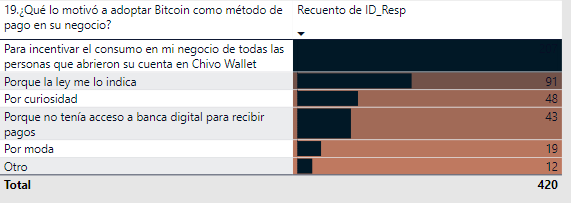 19.¿Qué lo motivó a adoptar Bitcoin como método de pago en su negocio? Recuento de ID_Resp
Para incentivar el consumo en mi negocio de todas las
personas que abrieron su cuenta en Chivo Wallet
Porque la ley me lo indica 91
Por curiosidad 48
Porque no tenía acceso a banca digital para recibir
pagos 43
Por moda 19
Otro 12
Total 420